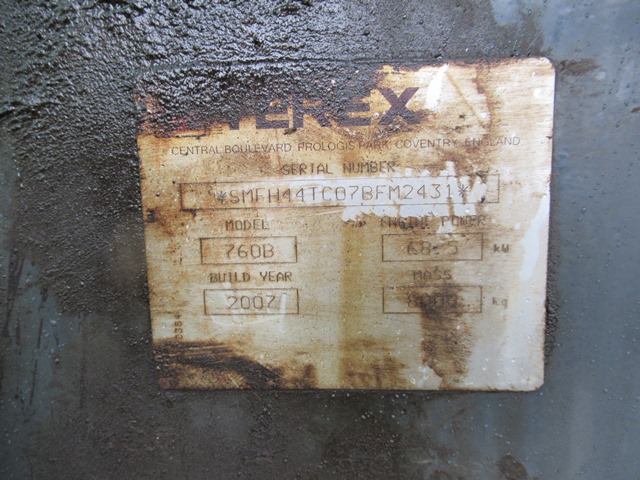 TEREX
CENTRAL BOULEVARD PROLOGIS PARK COVENTRY ENGLAND
SERIAL NUMBER
*SMFH44TC07BFM2431*
MODEL ENGINE POWER
760B 68.5 kW
BUILD YEAR MASS
2007 kg